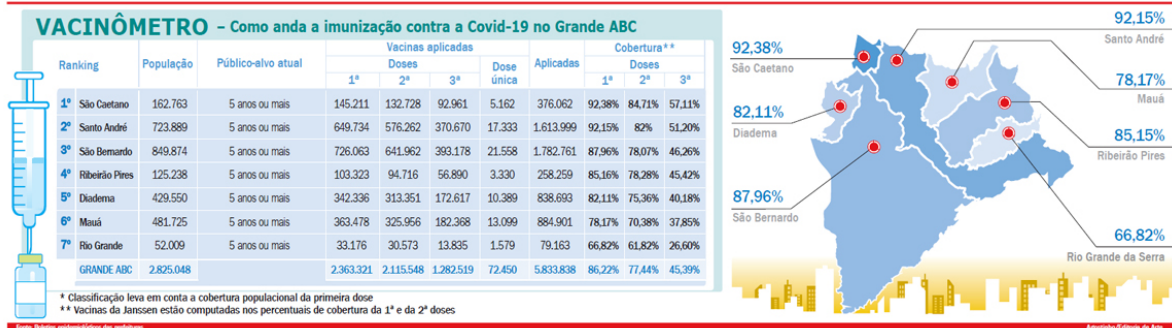 VACINÔMETRO – Como anda a imunização contra a Covid-19 no Grande ABC
Vacinas aplicadas Cobertura**
Ranking População Público-alvo atual Doses Dose única Aplicadas Doses
1ª 2ª 3ª 1ª 2ª 3ª
1º São Caetano 162.763 5 anos ou mais 145.211 132.728 92.961 5.162 376.062 92,38% 84,71% 57,11%
2º Santo André 723.889 5 anos ou mais 649.734 576.262 370.670 17.333 1.613.999 92,15% 82% 51,20%
3º São Bernardo 849.874 5 anos ou mais 726.063 641.962 393.178 21.558 1.782.761 87,96% 78,07% 46,26%
4º Ribeirão Pires 125.238 5 anos ou mais 103.323 94.716 56.890 3.330 258.259 85,16% 78,28% 45,42%
5º Diadema 429.550 5 anos ou mais 342.336 313.351 172.617 10.389 838.693 82,11% 75,36% 40,18%
6º Mauá 481.725 5 anos ou mais 363.478 325.956 182.368 13.099 884.901 78,17% 70,38% 37,85%
7º Rio Grande 52.009 5 anos ou mais 33.176 30.573 13.835 1.579 79.163 66,82% 61,82% 26,60%
GRANDE ABC 2.825.048 2.363.321 2.115.548 1.282.519 72.450 5.833.838 86,22% 77,44% 45,39%
* Classificação leva em conta a cobertura populacional da primeira dose
** Vacinas da Janssen estão computadas nos percentuais de cobertura da 1ª e da 2ª doses
92,15%
Santo André
92,38%
São Caetano
78,17%
Mauá
82,11%
Diadema
85,15%
Ribeirão Pires
87,96%
São Bernardo
66,82%
Rio Grande da Serra
Fonte: Boletins epidemiológicos das prefeituras